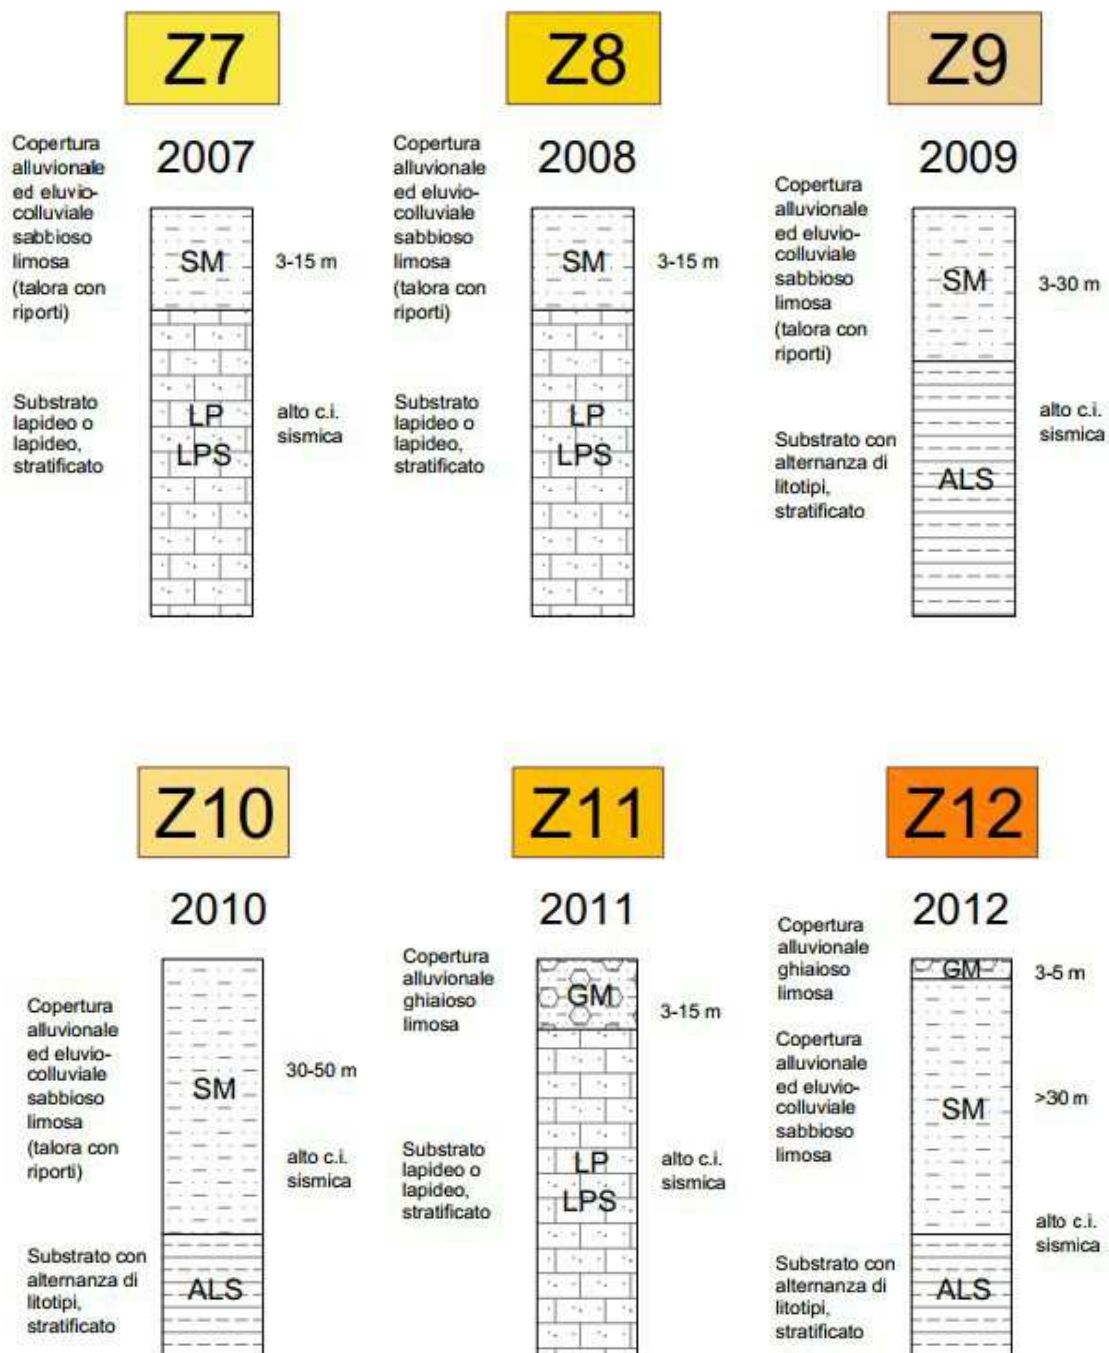 Z7
2007
Copertura
alluvionale
ed eluvio-
colluviale
sabbioso
limosa
(talora con
riporti)
SM
3-15 m
Substrato
lapideo o
lapideo,
stratificato
LP
LPS
alto c.i.
sismica
Z8
2008
Copertura
alluvionale
ed eluvio-
colluviale
sabbioso
limosa
(talora con
riporti)
SM
3-15 m
Substrato
lapideo o
lapideo,
stratificato
LP
LPS
alto c.i.
sismica
Z9
2009
Copertura
alluvionale
ed eluvio-
colluviale
sabbioso
limosa
(talora con
riporti)
SM
3-30 m
Substrato con
alternanza di
litotipi,
stratificato
ALS
alto c.i.
sismica
Z10
2010
Copertura
alluvionale
ed eluvio-
colluviale
sabbioso
limosa
(talora con
riporti)
SM
30-50 m
alto c.i.
sismica
Substrato con
alternanza di
litotipi,
stratificato
ALS
Z11
2011
Copertura
alluvionale
ghiaioso
limosa
GM
3-15 m
Substrato
lapideo o
lapideo,
stratificato
LP
LPS
alto c.i.
sismica
Z12
2012
Copertura
alluvionale
ghiaioso
limosa
GM
3-5 m
Copertura
alluvionale
ed eluvio-
colluviale
sabbioso
limosa
SM
>30 m
alto c.i.
sismica
Substrato con
alternanza di
litotipi,
stratificato
ALS